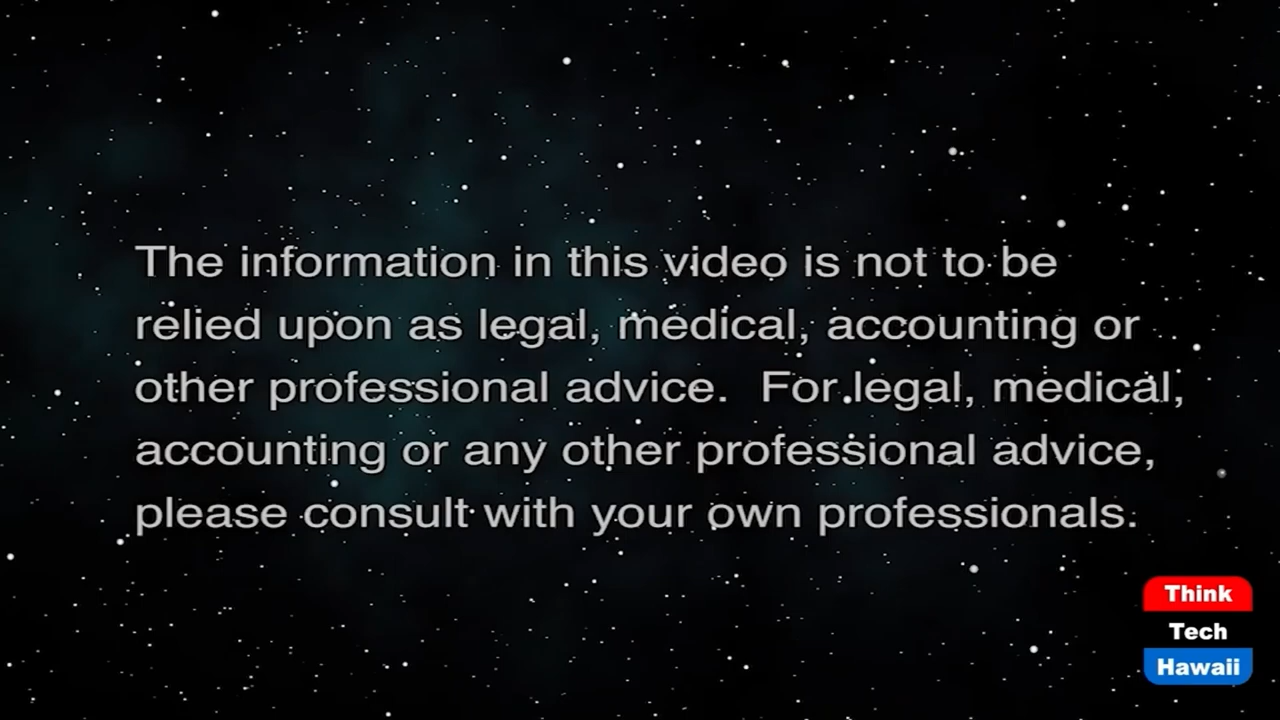 The information in this video is not to be
relied upon as legal, medical, accounting or
other professional advice.  For legal, medical,
accounting or any other professional advice,
please consult with your own professionals.
Think
Tech
Hawaii